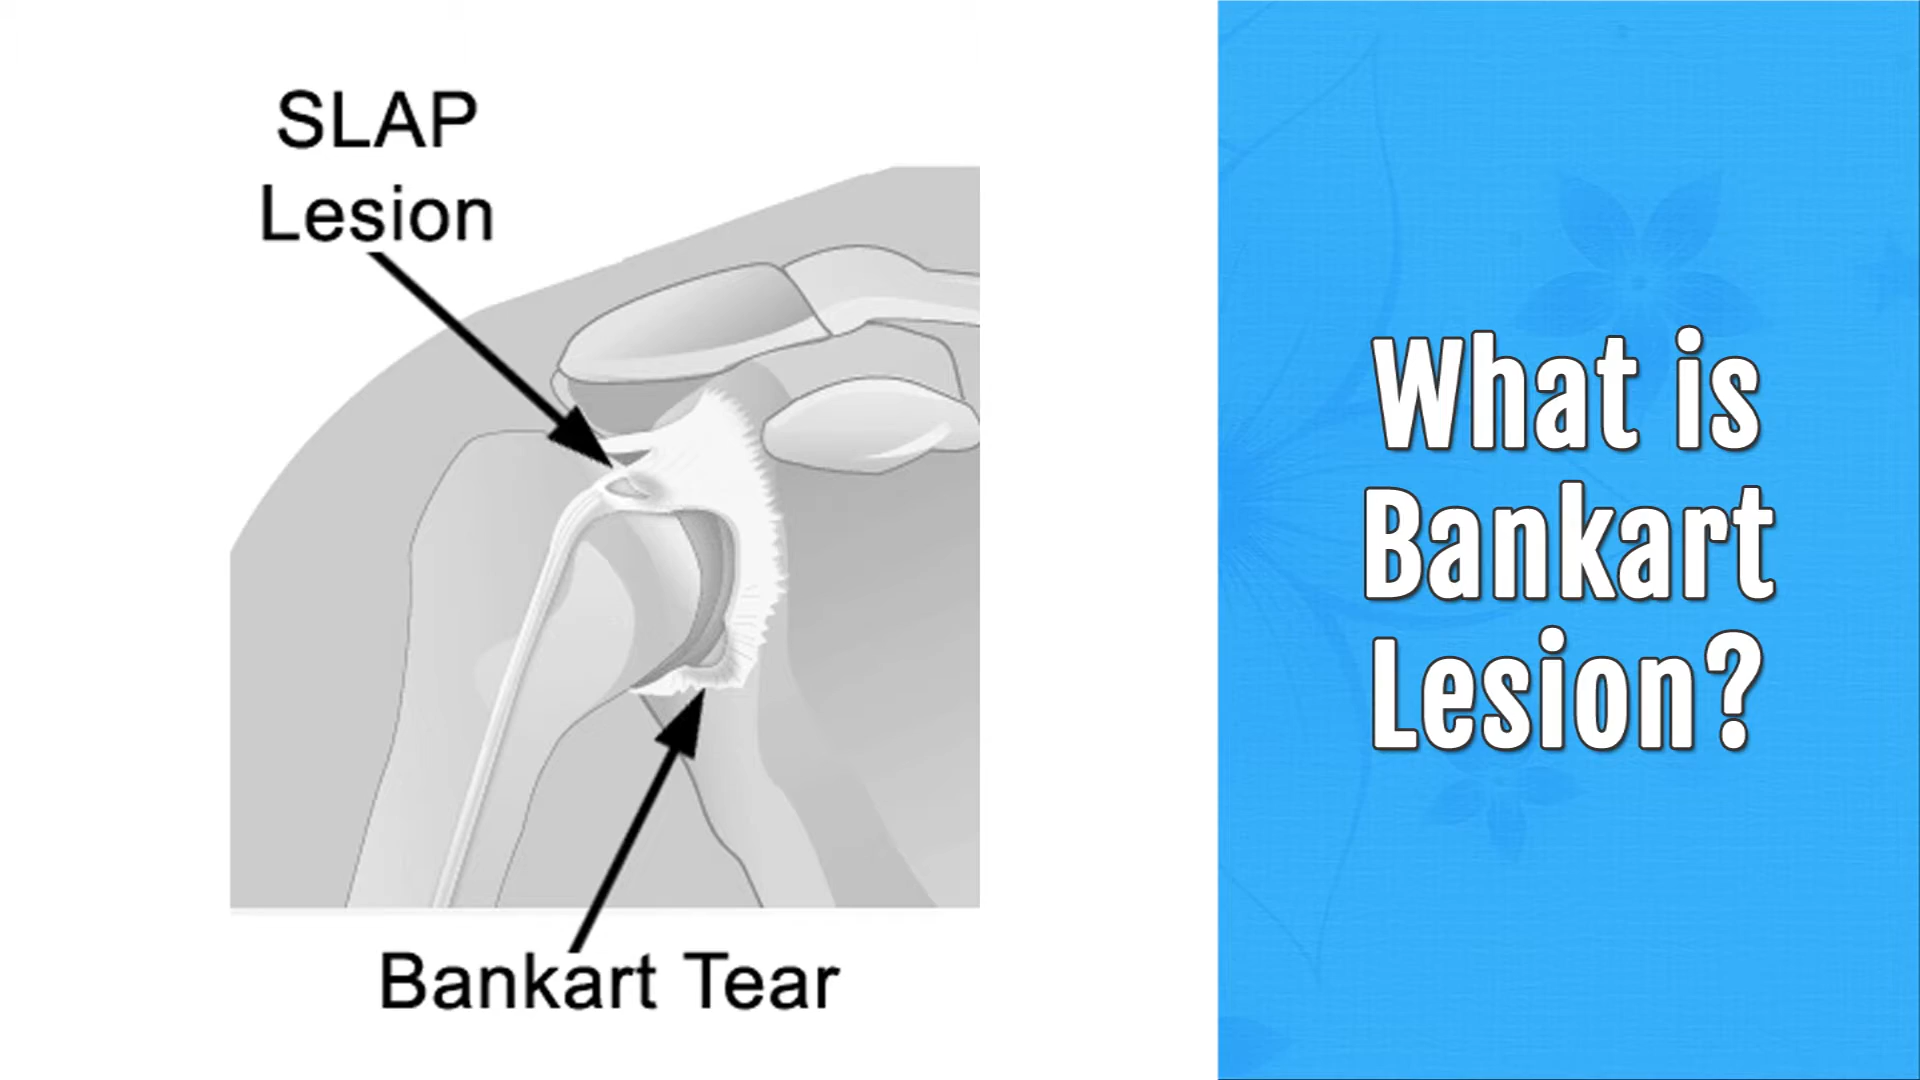 SLAP
Lesion
Bankart Tear
What is
Bankart
Lesion?